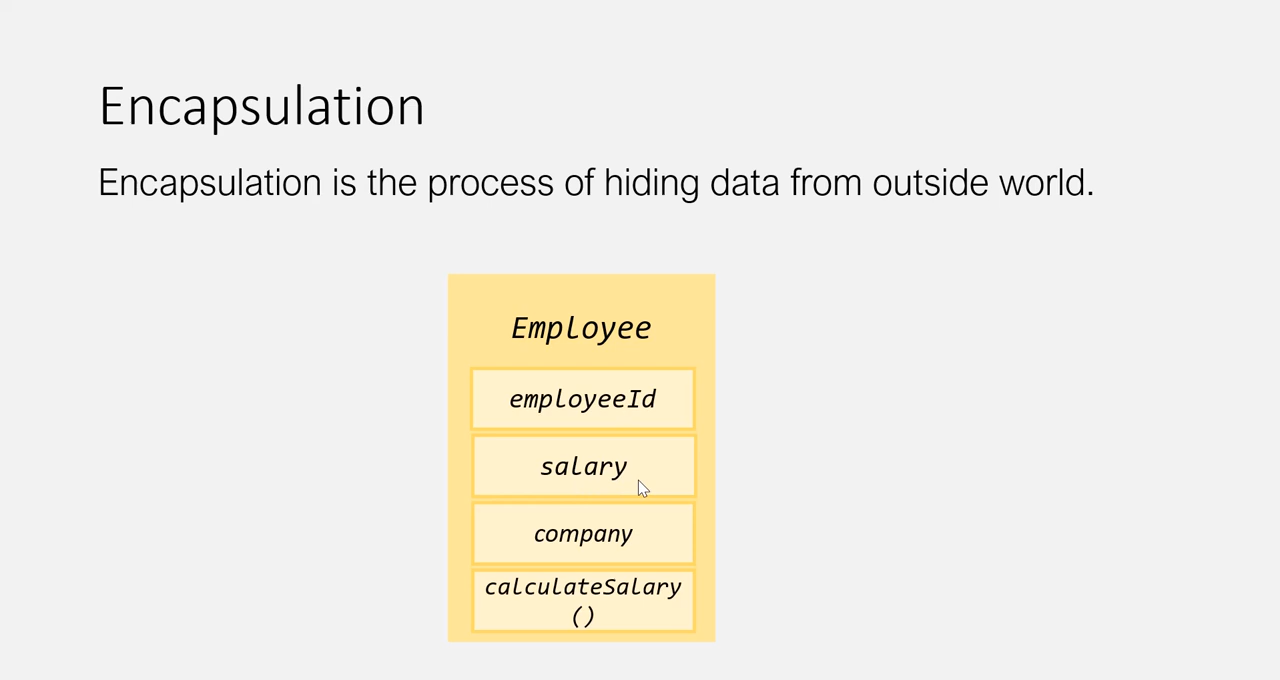 Encapsulation
Encapsulation is the process of hiding data from outside world.
Employee
employeeId
salary
company
calculateSalary
()